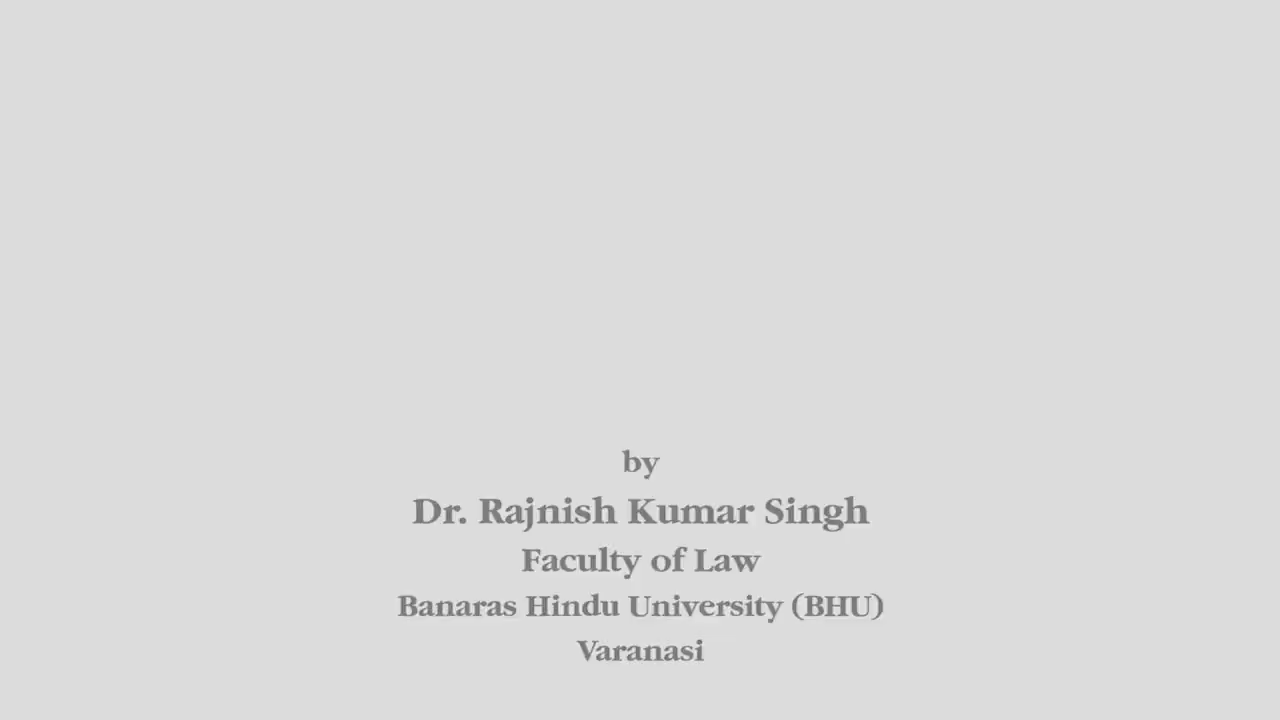 by
Dr. Rajnish Kumar Singh
Faculty of Law
Banaras Hindu University (BHU)
Varanasi